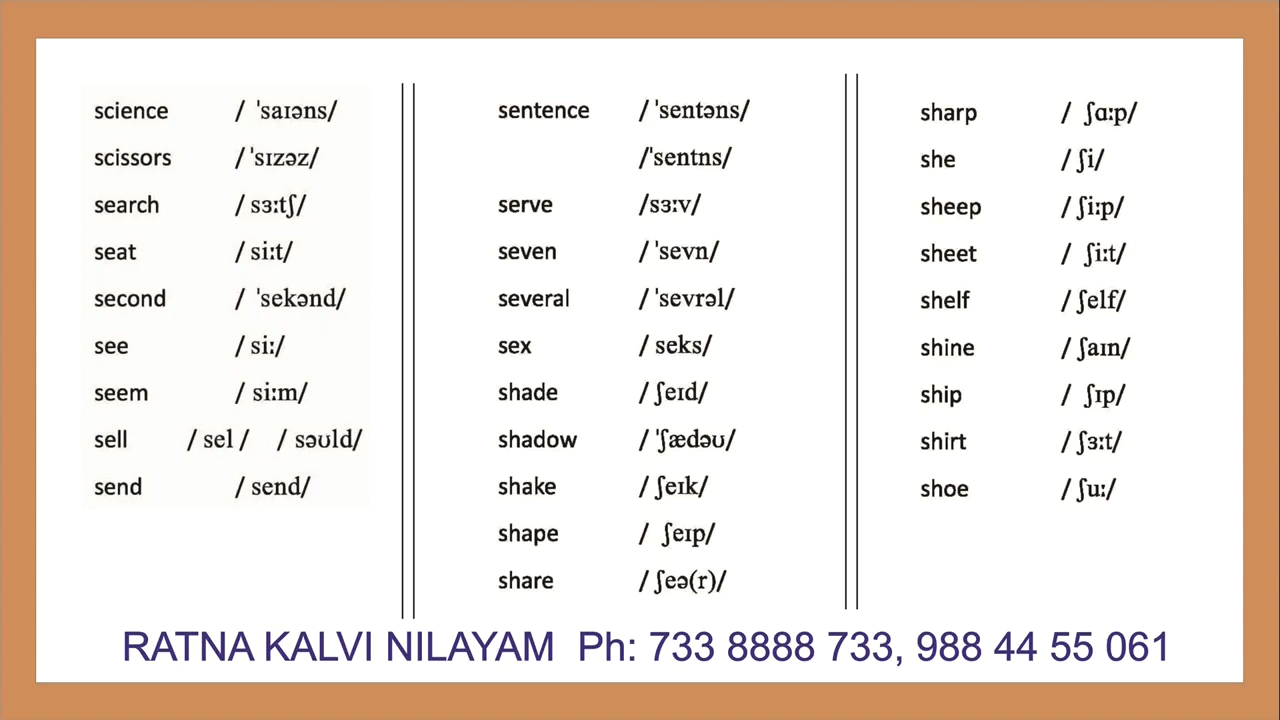 science / ˈsaɪəns/
scissors / ˈsɪzəz/
search / sɜːtʃ/
seat / siːt/
second / ˈsekənd/
see / siː/
seem / siːm/
sell / sel / / səʊld/
send / send/
sentence / ˈsentəns/
/ˈsentns/
serve /sɜːv/
seven / ˈsevn/
several / ˈsevrəl/
sex / seks/
shade / ʃeɪd/
shadow / ˈʃædəʊ/
shake / ʃeɪk/
shape / ʃeɪp/
share / ʃeə(r)/
sharp / ʃɑːp/
she / ʃi/
sheep / ʃiːp/
sheet / ʃiːt/
shelf / ʃelf/
shine / ʃaɪn/
ship / ʃɪp/
shirt / ʃɜːt/
shoe / ʃuː/
RATNA KALVI NILAYAM Ph: 733 8888 733, 988 44 55 061